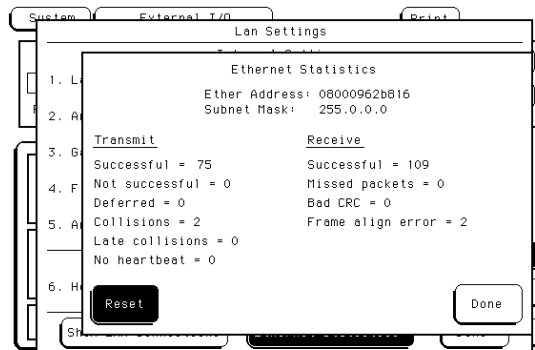 System External I/O Print
Lan Settings
Ethernet Statistics
Ether Address: 08000962b816
Subnet Mask: 255.0.0.0
Transmit Receive
Successful = 75 Successful = 109
Not successful = 0 Missed packets = 0
Deferred = 0 Bad CRC = 0
Collisions = 2 Frame align error = 2
Late collisions = 0
No heartbeat = 0
Reset Done
1.
2.
3.
4.
5.
6.